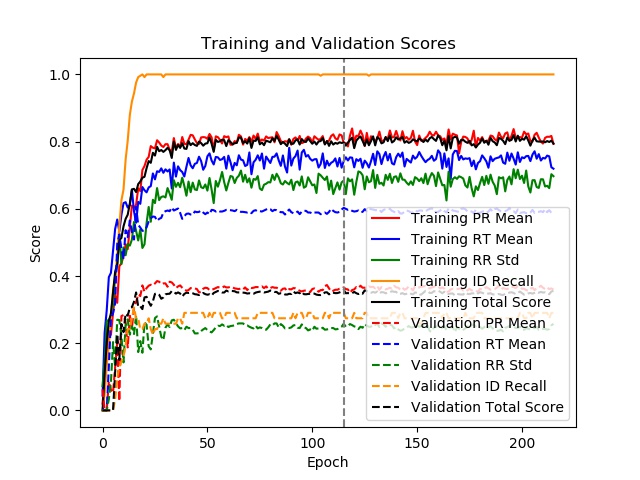 Training and Validation Scores
1.0
0.8
0.6
0.4
0.2
0.0
Score
0
50
100
150
200
Epoch
Training PR Mean
Training RT Mean
Training RR Std
Training ID Recall
Training Total Score
Validation PR Mean
Validation RT Mean
Validation RR Std
Validation ID Recall
Validation Total Score